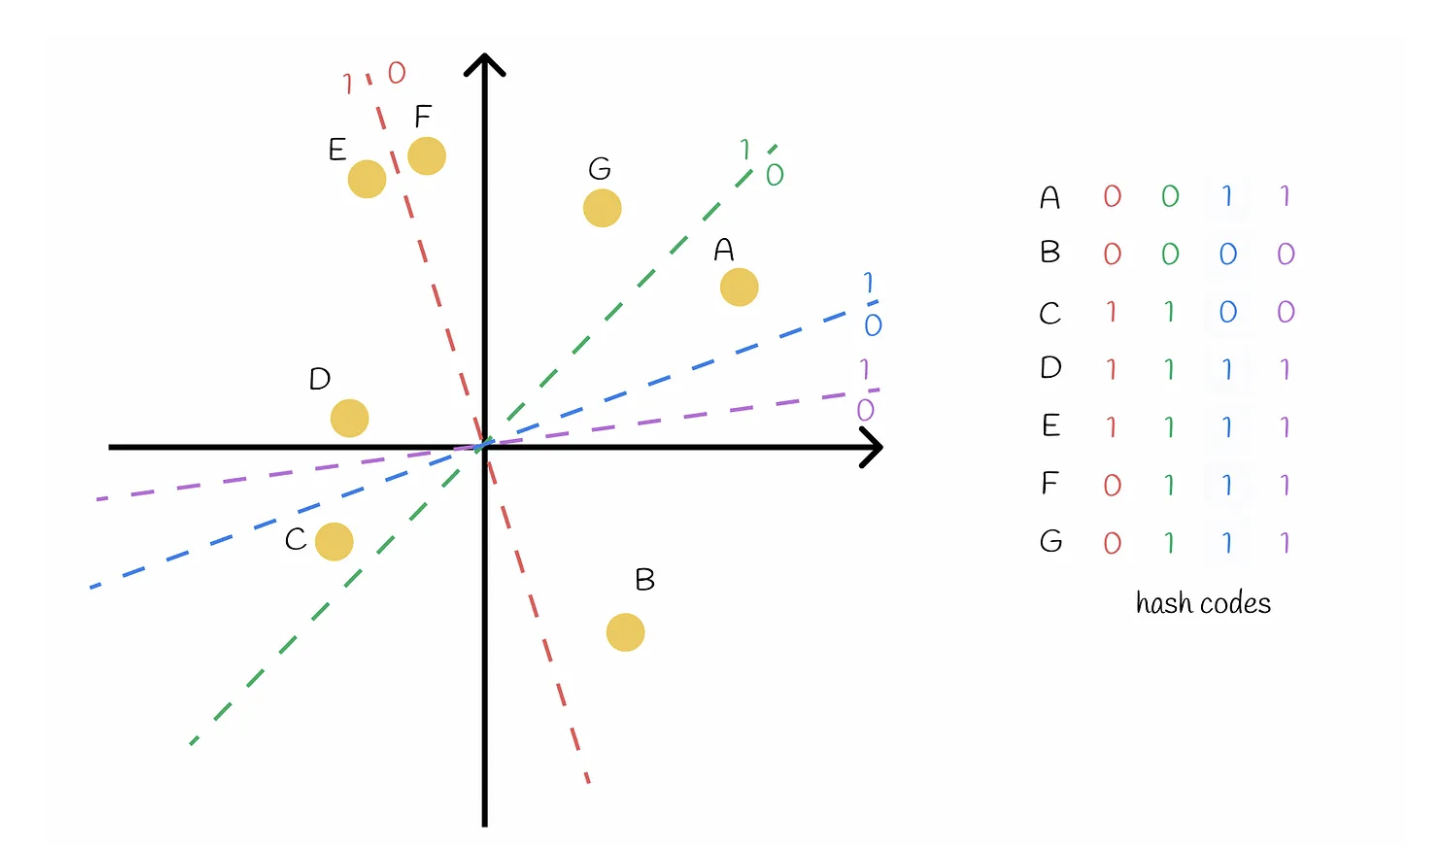 1 0
F
E
G
1
0
A
1
0
D
1
0
C
B
A 0 0 1 1
B 0 0 0 0
C 1 1 0 0
D 1 1 1 1
E 1 1 1 1
F 0 1 1 1
G 0 1 1 1
hash codes